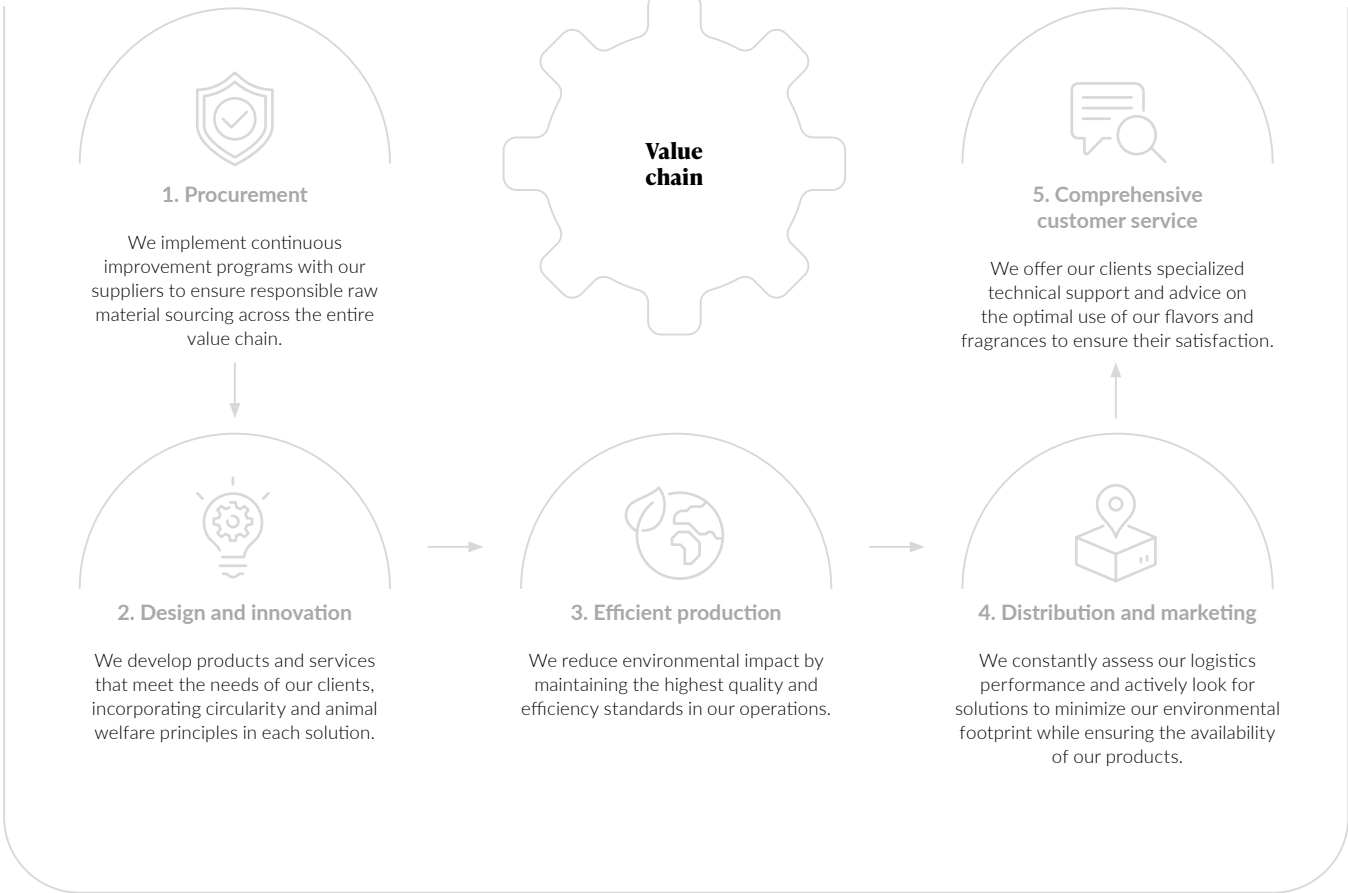 Value
chain
1. Procurement
We implement continuous
improvement programs with our
suppliers to ensure responsible raw
material sourcing across the entire
value chain.
2. Design and innovation
We develop products and services
that meet the needs of our clients,
incorporating circularity and animal
welfare principles in each solution.
3. Efficient production
We reduce environmental impact by
maintaining the highest quality and
efficiency standards in our operations.
4. Distribution and marketing
We constantly assess our logistics
performance and actively look for
solutions to minimize our environmental
footprint while ensuring the availability
of our products.
5. Comprehensive
customer service
We offer our clients specialized
technical support and advice on
the optimal use of our flavors and
fragrances to ensure their satisfaction.